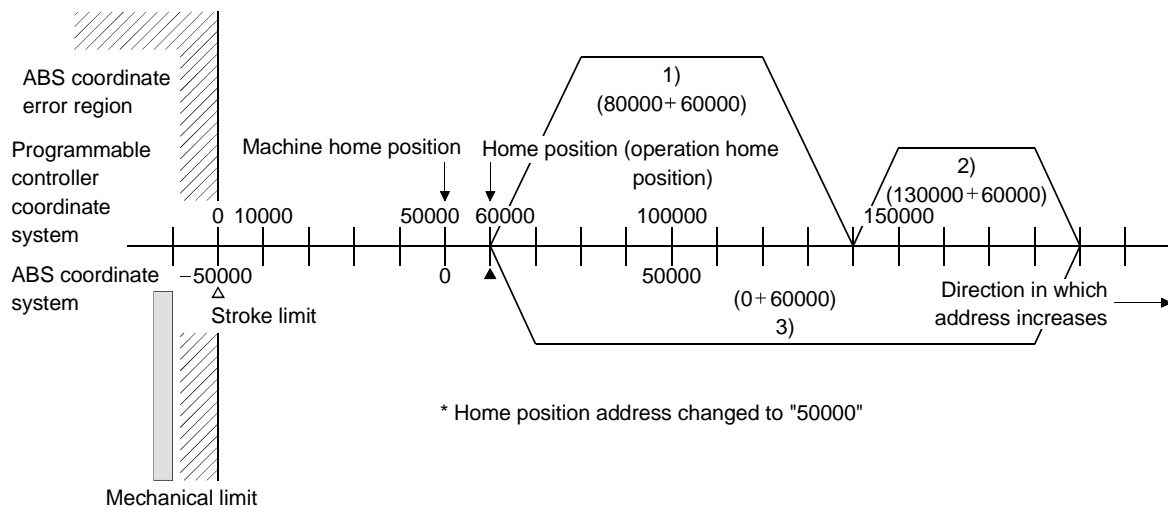 ABS coordinate
error region
Programmable
controller
coordinate
system
ABS coordinate
system
Machine home position
Home position (operation home
position)
1)
(80000+60000)
2)
(130000+60000)
0 10000 50000 60000 100000 150000
−50000 0 50000
Stroke limit
(0+60000)
3)
Direction in which
address increases
* Home position address changed to "50000"
Mechanical limit